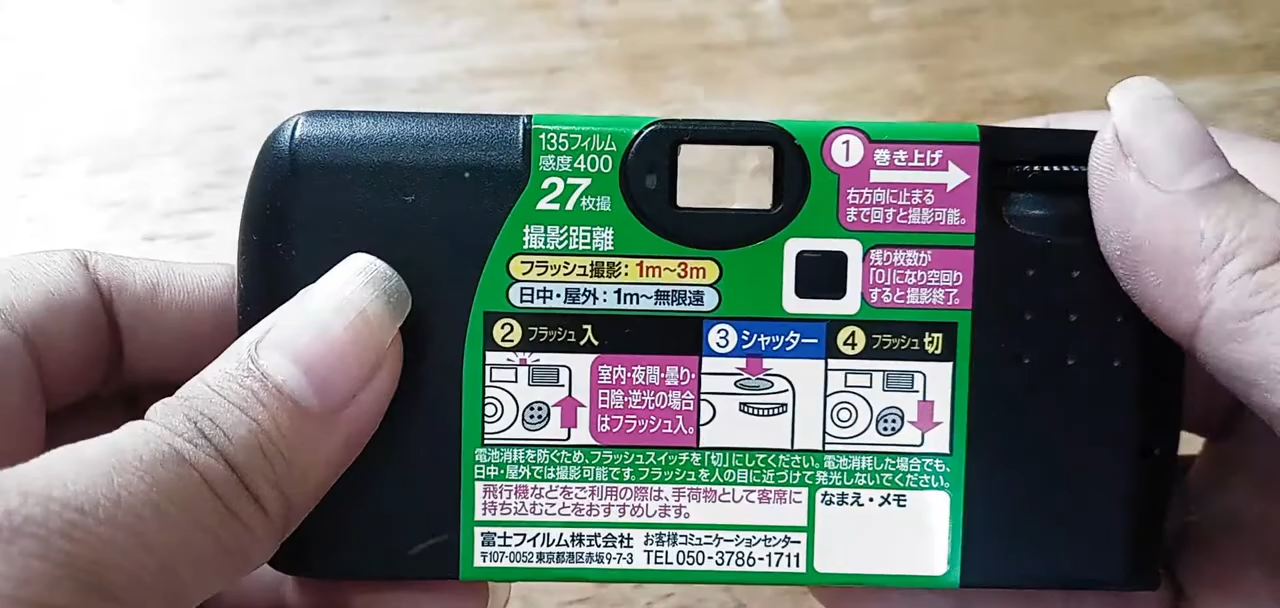 135フィルム
感度400
27枚撮
撮影距離
フラッシュ撮影：1m～3m
日中・屋外：1m～無限遠
1 巻き上げ
右方向に止まる
まで回すと撮影可能。
残り枚数が
「0」になり空回り
すると撮影終了。
2 フラッシュ 入
室内・夜間・曇り・
日陰・逆光の場合
はフラッシュ入。
3 シャッター
4 フラッシュ 切
電池消耗を防ぐため、フラッシュスイッチを「切」にしてください。電池消耗した場合でも、
日中・屋外では撮影可能です。フラッシュを人の目に近づけて発光しないでください。
飛行機などをご利用の際は、手荷物として客席に
持ち込むことをおすすめします。
なまえ・メモ
富士フイルム株式会社 お客様コミュニケーションセンター
〒107-0052 東京都港区赤坂9-7-3 TEL 050-3786-1711